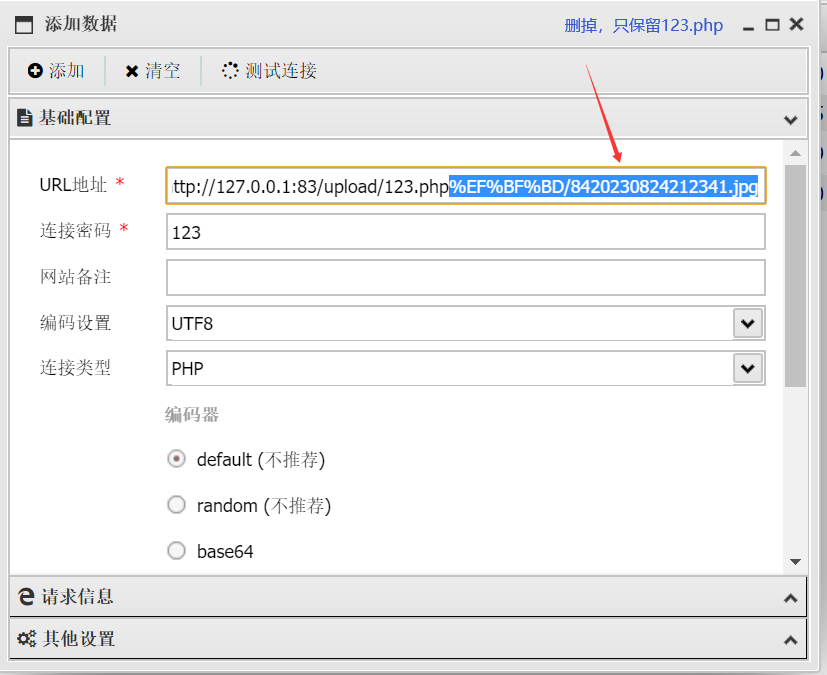 添加数据
删掉，只保留123.php
添加 清空 测试连接
基础配置
URL地址 * ttp://127.0.0.1:83/upload/123.php%EF%BF%BD/8420230824212341.jpg
连接密码 * 123
网站备注
编码设置 UTF8
连接类型 PHP
编码器
default (不推荐)
random (不推荐)
base64
请求信息
其他设置